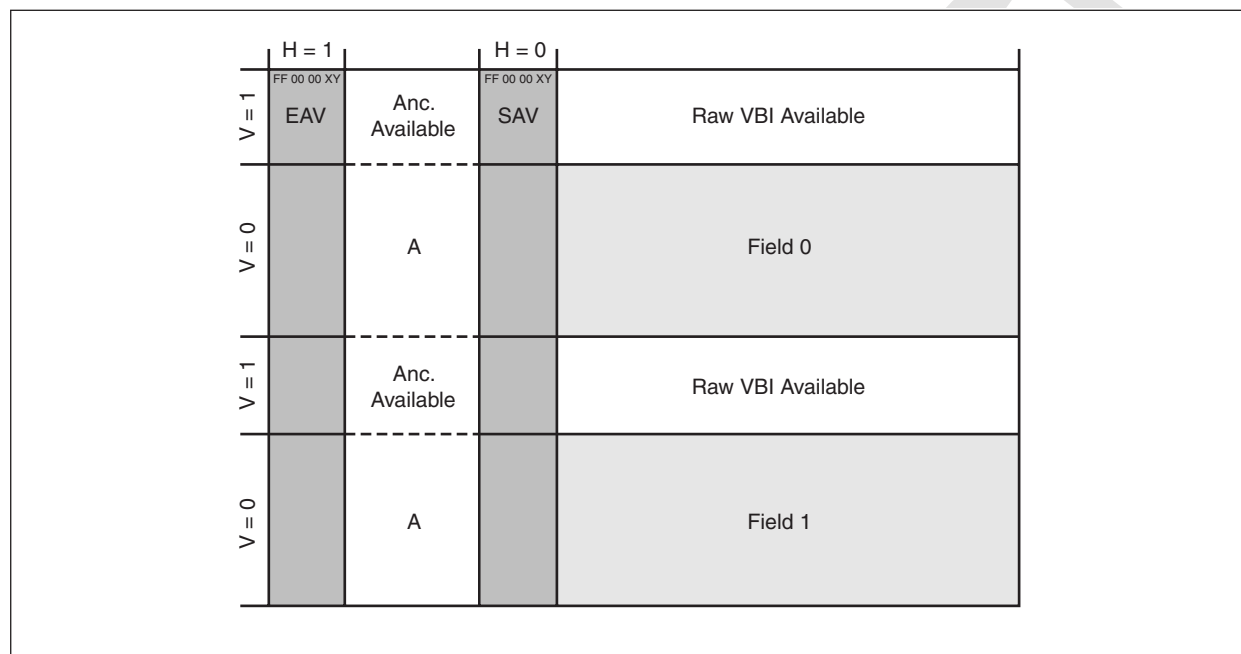 H = 1
H = 0
FF 00 00 XY
FF 00 00 XY
V = 1
EAV
Anc.
Available
SAV
Raw VBI Available
V = 0
A
Field 0
V = 1
Anc.
Available
Raw VBI Available
V = 0
A
Field 1